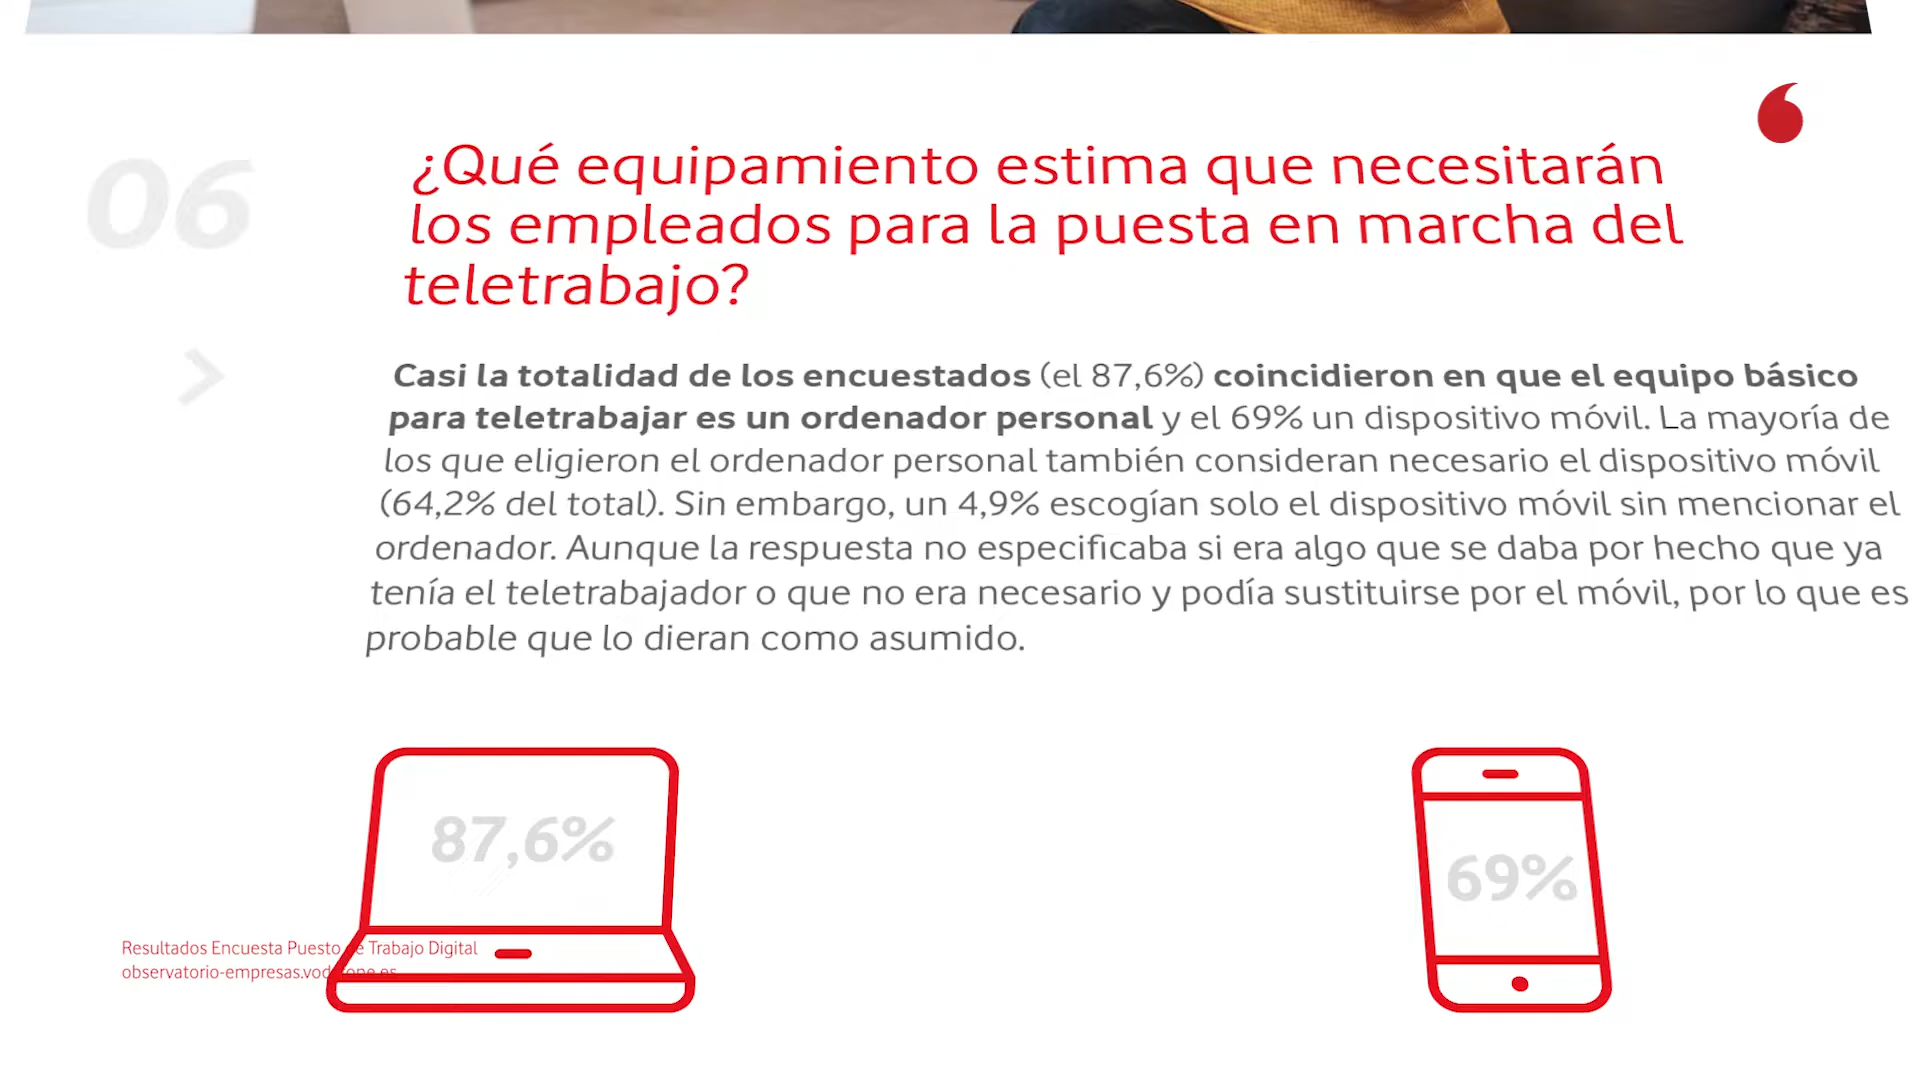 06
¿Qué equipamiento estima que necesitarán
los empleados para la puesta en marcha del
teletrabajo?
Casi la totalidad de los encuestados (el 87,6%) coincidieron en que el equipo básico
para teletrabajar es un ordenador personal y el 69% un dispositivo móvil. La mayoría de
los que eligieron el ordenador personal también consideran necesario el dispositivo móvil
(64,2% del total). Sin embargo, un 4,9% escogían solo el dispositivo móvil sin mencionar el
ordenador. Aunque la respuesta no especificaba si era algo que se daba por hecho que ya
tenía el teletrabajador o que no era necesario y podía sustituirse por el móvil, por lo que es
probable que lo dieran como asumido.
87,6%
69%
Resultados Encuesta Puesto de Trabajo Digital
observatorio-empresas.vodafone.es